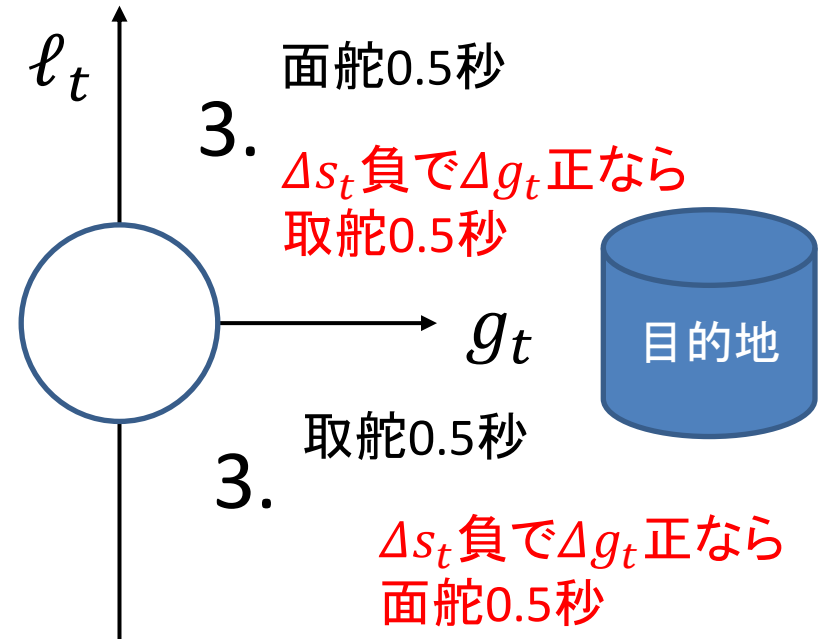 ℓt
面舵0.5秒
3.
Δst負でΔgt正なら
取舵0.5秒
gt
目的地
取舵0.5秒
3.
Δst負でΔgt正なら
面舵0.5秒